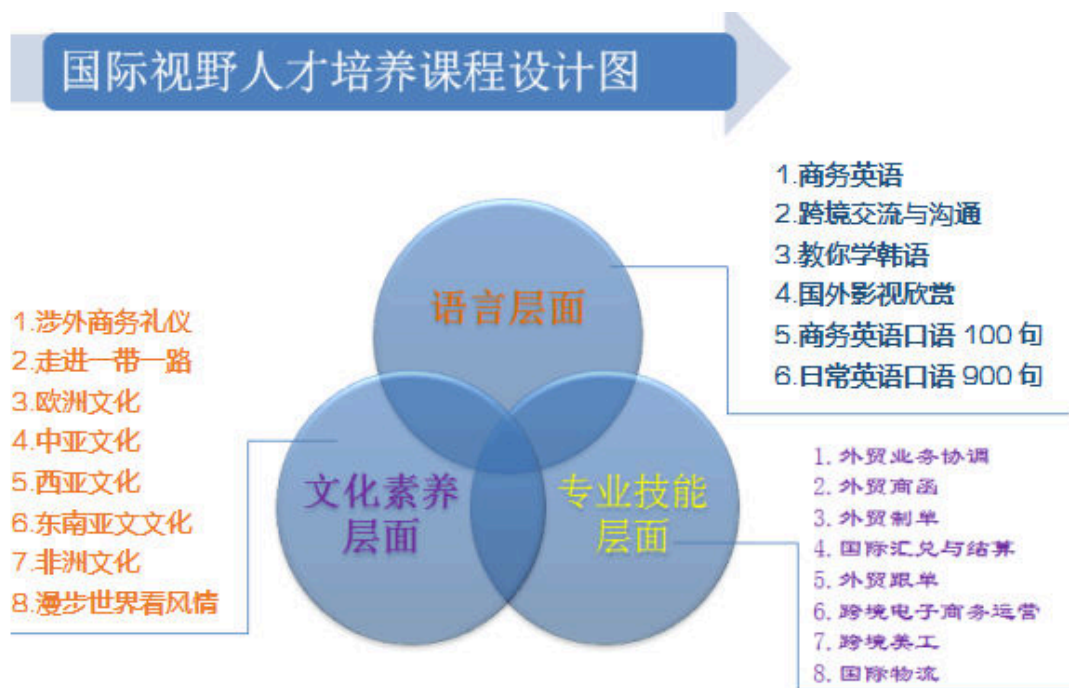 国际视野人才培养课程设计图
语言层面
1.商务英语
2.跨境交流与沟通
3.教你学韩语
4.国外影视欣赏
5.商务英语口语 100 句
6.日常英语口语 900 句
文化素养
层面
1.涉外商务礼仪
2.走进一带一路
3.欧洲文化
4.中亚文化
5.西亚文化
6.东南亚文文化
7.非洲文化
8.漫步世界看风情
专业技能
层面
1. 外贸业务协调
2. 外贸商函
3. 外贸制单
4. 国际汇兑与结算
5. 外贸跟单
6. 跨境电子商务运营
7. 跨境美工
8. 国际物流